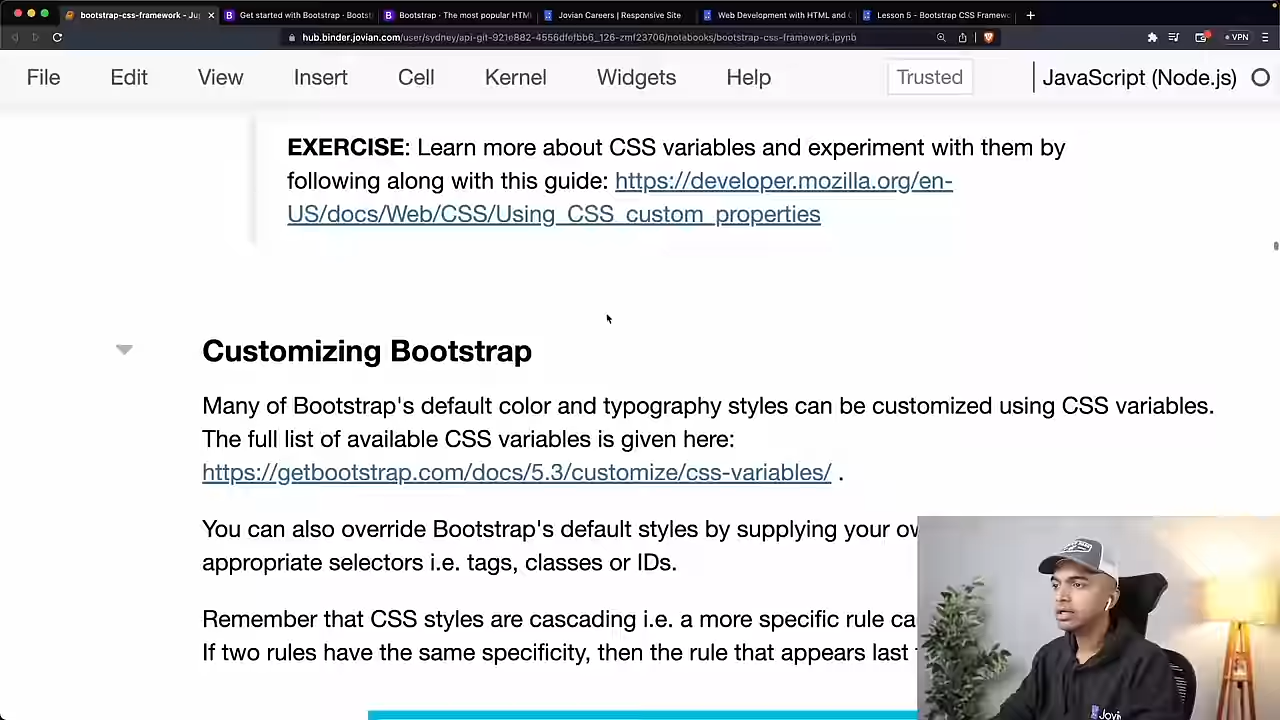 bootstrap-css-framework - Ju
Get started with Bootstrap · Bootst
Bootstrap · The most popular HTM
Jovian Careers | Responsive Site
Web Development with HTML and C
Lesson 5 - Bootstrap CSS Framewo
hub.binder.jovian.com/user/sydney/api-git-921e882-4556dfefbb6_126-zmf23706/notebooks/bootstrap-css-framework.ipynb
VPN
File Edit View Insert Cell Kernel Widgets Help Trusted JavaScript (Node.js)
EXERCISE: Learn more about CSS variables and experiment with them by
following along with this guide: https://developer.mozilla.org/en-
US/docs/Web/CSS/Using_CSS_custom_properties
Customizing Bootstrap
Many of Bootstrap's default color and typography styles can be customized using CSS variables.
The full list of available CSS variables is given here:
https://getbootstrap.com/docs/5.3/customize/css-variables/ .
You can also override Bootstrap's default styles by supplying your ow
appropriate selectors i.e. tags, classes or IDs.
Remember that CSS styles are cascading i.e. a more specific rule ca
If two rules have the same specificity, then the rule that appears last
Jovi